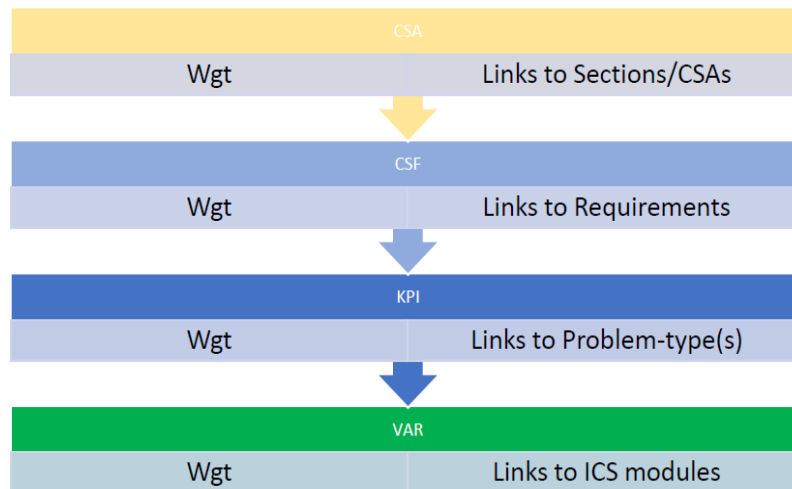 CSA
Wgt Links to Sections/CSAs
CSF
Wgt Links to Requirements
KPI
Wgt Links to Problem-type(s)
VAR
Wgt Links to ICS modules